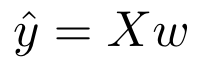 ŷ = Xw